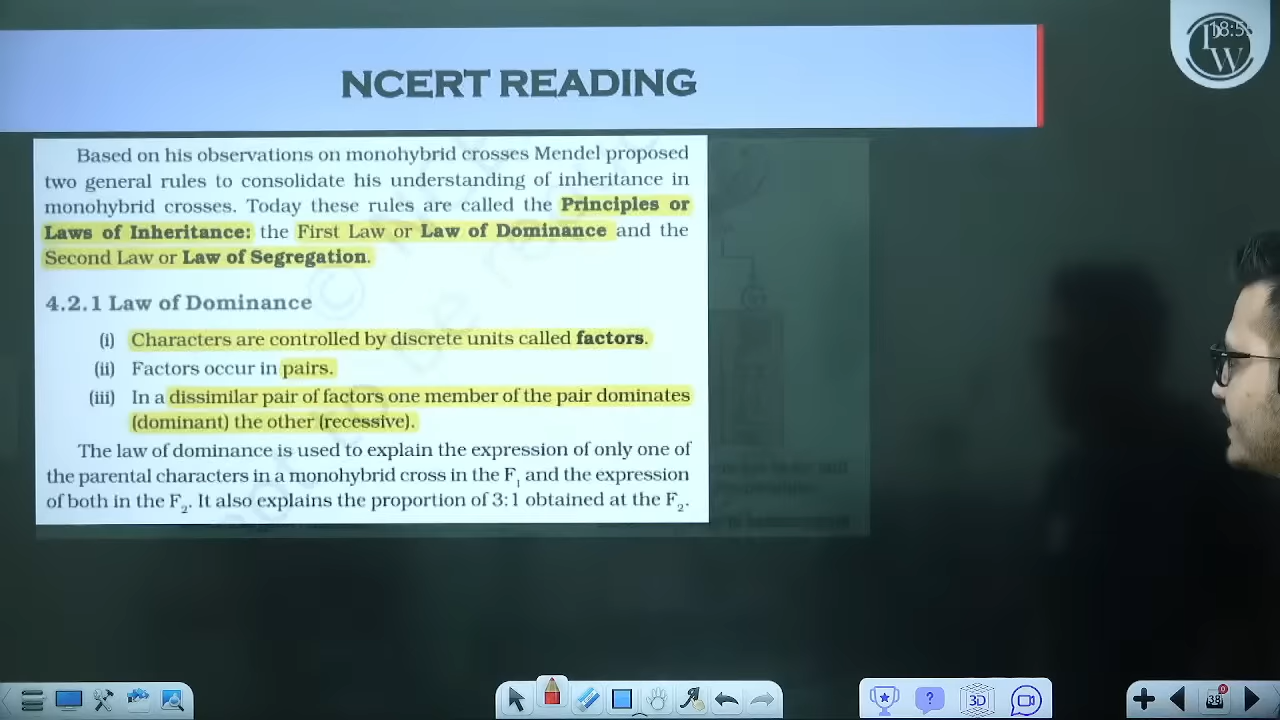 18:5
PW
NCERT READING
Based on his observations on monohybrid crosses Mendel proposed
two general rules to consolidate his understanding of inheritance in
monohybrid crosses. Today these rules are called the Principles or
Laws of Inheritance: the First Law or Law of Dominance and the
Second Law or Law of Segregation.
4.2.1 Law of Dominance
(i) Characters are controlled by discrete units called factors.
(ii) Factors occur in pairs.
(iii) In a dissimilar pair of factors one member of the pair dominates
(dominant) the other (recessive).
The law of dominance is used to explain the expression of only one of
the parental characters in a monohybrid cross in the F₁ and the expression
of both in the F₂. It also explains the proportion of 3:1 obtained at the F₂.
3D